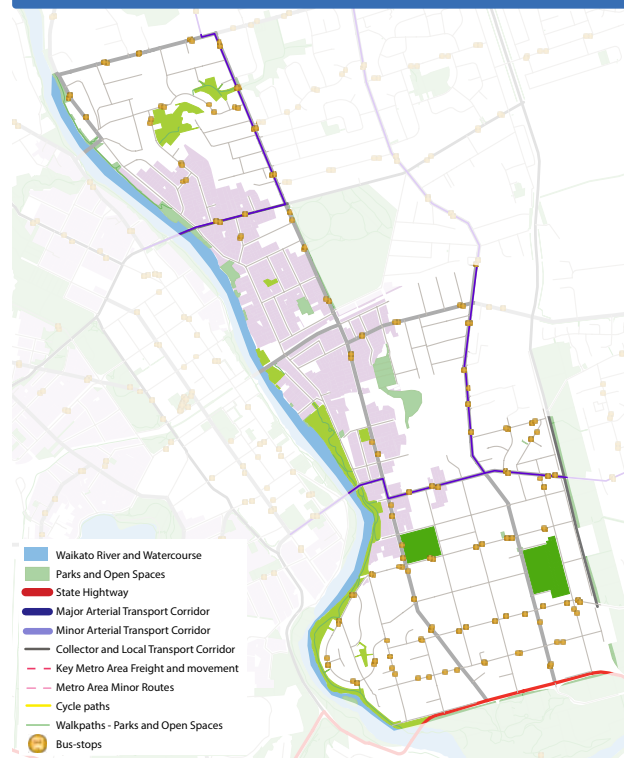 Waikato River and Watercourse
Parks and Open Spaces
State Hightway
Major Arterial Transport Corridor
Minor Arterial Transport Corridor
Collector and Local Transport Corridor
Key Metro Area Freight and movement
Metro Area Minor Routes
Cycle paths
Walkpaths - Parks and Open Spaces
Bus-stops